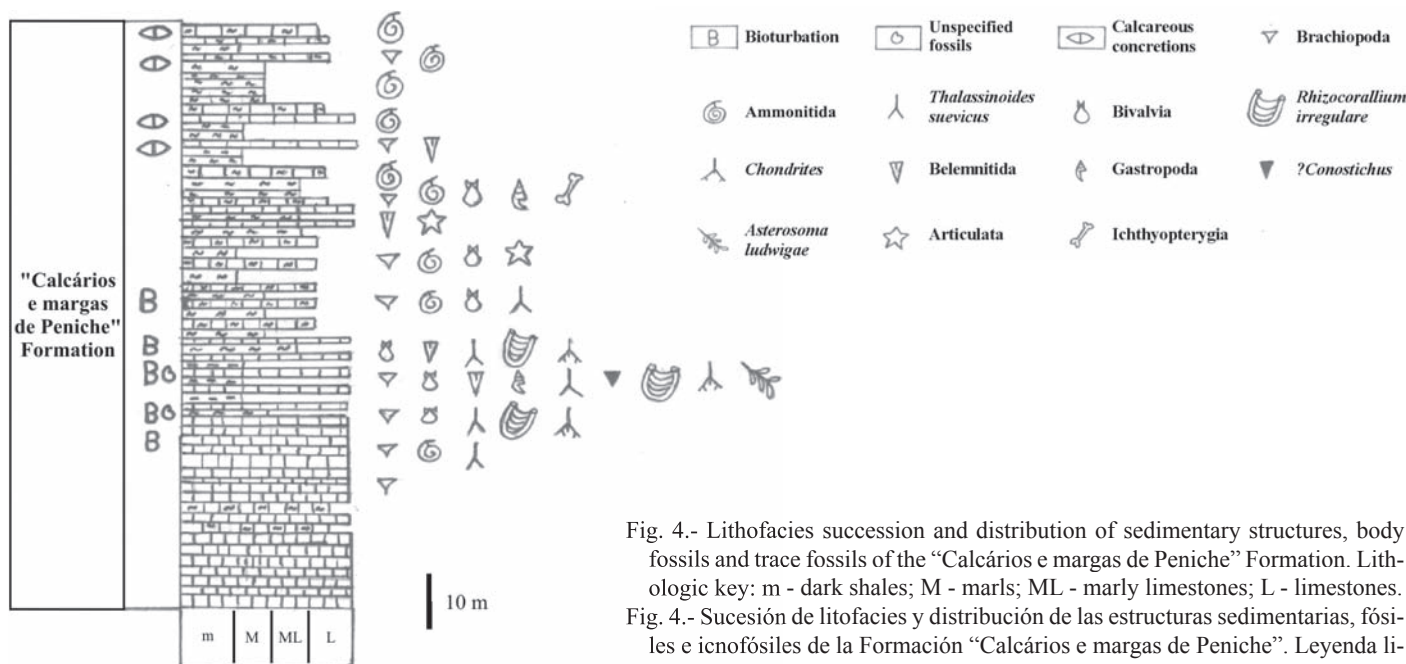 "Calcários
e margas
de Peniche"
Formation
B
B
B
B
B
m M ML L
10 m
B Bioturbation
Unspecified
fossils
Calcareous
concretions
Brachiopoda
Ammonitida
Thalassinoides
suevicus
Bivalvia
Rhizocorallium
irregulare
Chondrites
Belemnitida
Gastropoda
?Conostichus
Asterosoma
ludwigae
Articulata
Ichthyopterygia
Fig. 4.- Lithofacies succession and distribution of sedimentary structures, body
fossils and trace fossils of the “Calcários e margas de Peniche” Formation. Lith-
ologic key: m - dark shales; M - marls; ML - marly limestones; L - limestones.
Fig. 4.- Sucesión de litofacies y distribución de las estructuras sedimentarias, fósi-
les e icnofósiles de la Formación “Calcários e margas de Peniche”. Leyenda li-